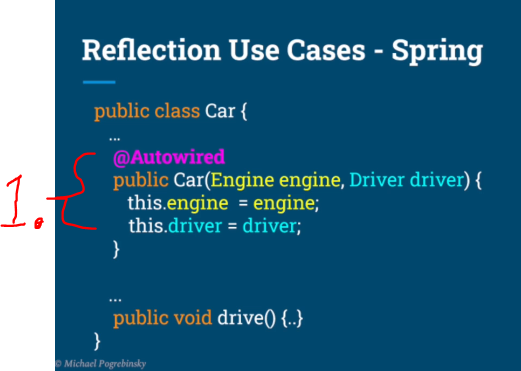 Reflection Use Cases - Spring
public class Car {
...
@Autowired
public Car(Engine engine, Driver driver) {
this.engine = engine;
this.driver = driver;
}
...
public void drive() {..}
}
1.
© Michael Pogrebinsky